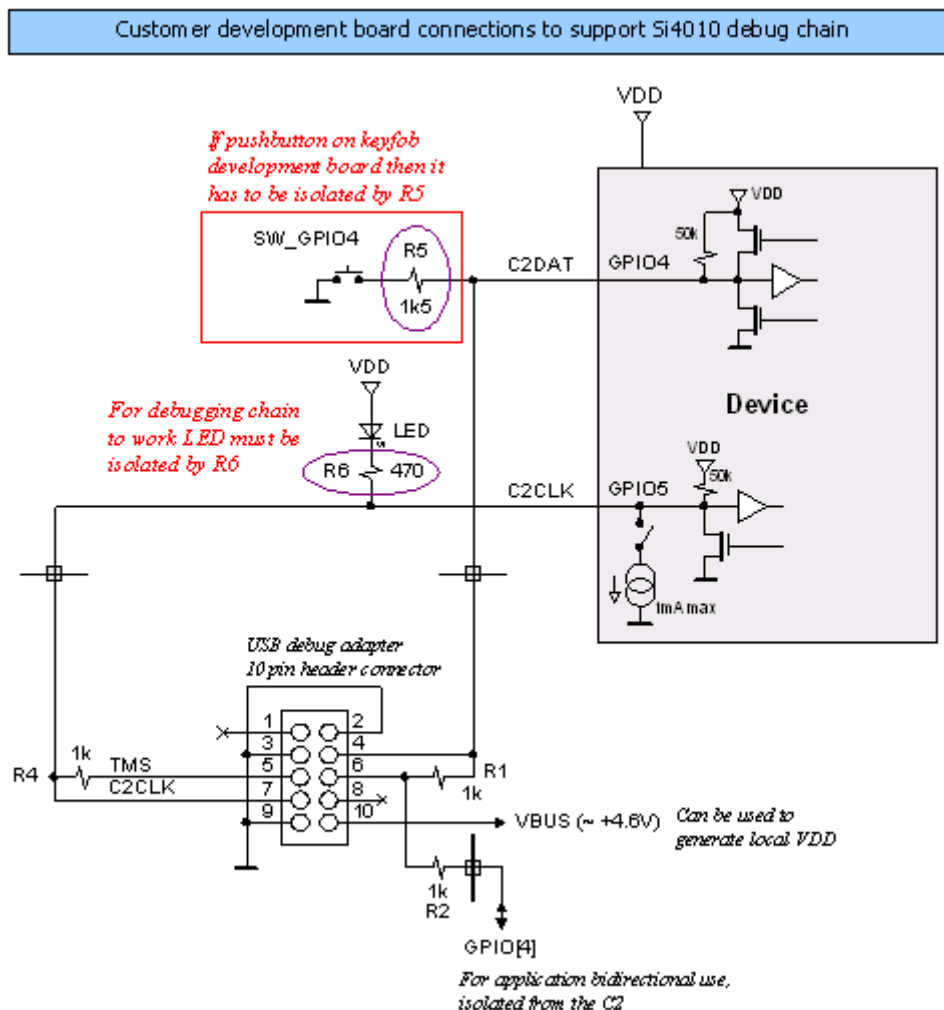 Customer development board connections to support Si4010 debug chain
VDD
If pushbutton on keyfob
development board then it
has to be isolated by R5
SW_GPIO4
R5
1k5
C2DAT
GPIO4
VDD
50k
VDD
LED
For debugging chain
to work LED must be
isolated by R6
R6
470
Device
C2CLK
GPIO5
VDD
50k
1mA max
USB debug adapter
10 pin header connector
1
2
3
4
5
6
7
8
9
10
R4
1k
TMS
C2CLK
R1
1k
VBUS (~ +4.6V)
Can be used to
generate local VDD
1k
R2
GPIO[4]
For application bidirectional use,
isolated from the C2